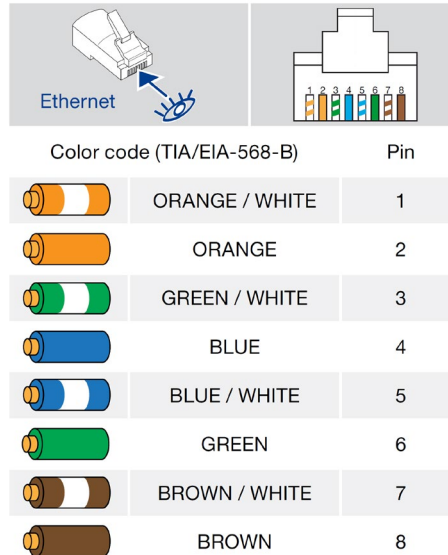 Ethernet
1 2 3 4 5 6 7 8
Color code (TIA/EIA-568-B) Pin
ORANGE / WHITE 1
ORANGE 2
GREEN / WHITE 3
BLUE 4
BLUE / WHITE 5
GREEN 6
BROWN / WHITE 7
BROWN 8